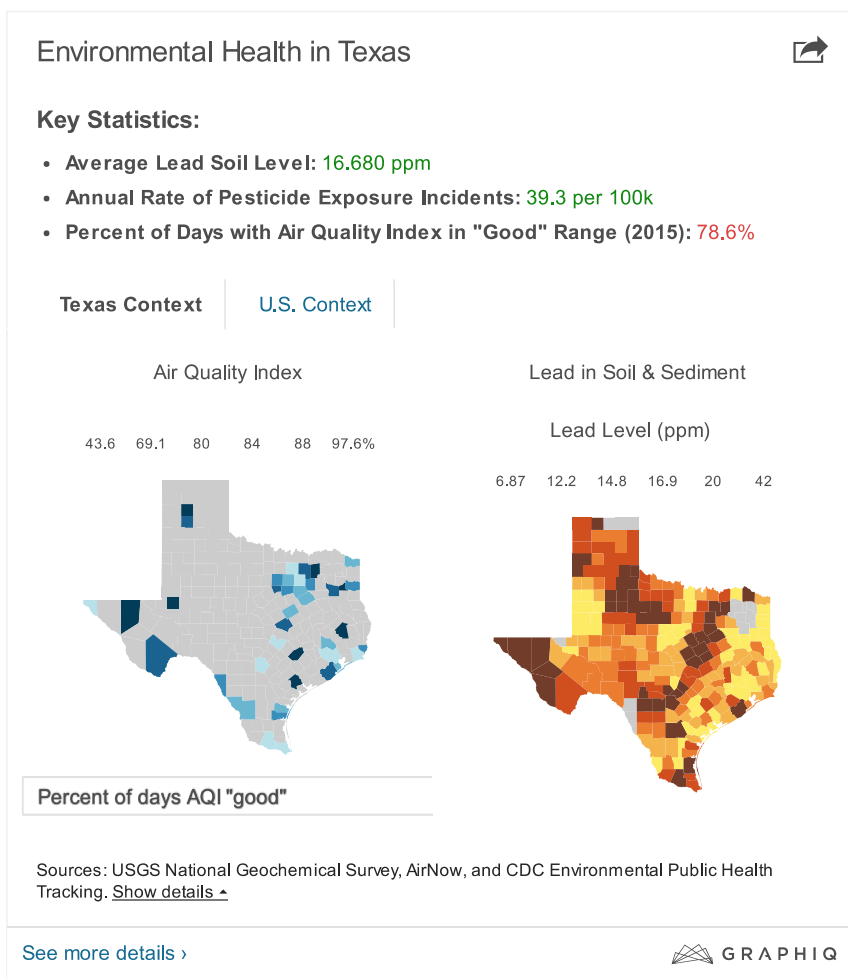 Environmental Health in Texas
Key Statistics:
• Average Lead Soil Level: 16.680 ppm
• Annual Rate of Pesticide Exposure Incidents: 39.3 per 100k
• Percent of Days with Air Quality Index in "Good" Range (2015): 78.6%
Texas Context U.S. Context
Air Quality Index
43.6 69.1 80 84 88 97.6%
Percent of days AQI "good"
Lead in Soil & Sediment
Lead Level (ppm)
6.87 12.2 14.8 16.9 20 42
Sources: USGS National Geochemical Survey, AirNow, and CDC Environmental Public Health
Tracking. Show details
See more details ›
GRAPHIQ